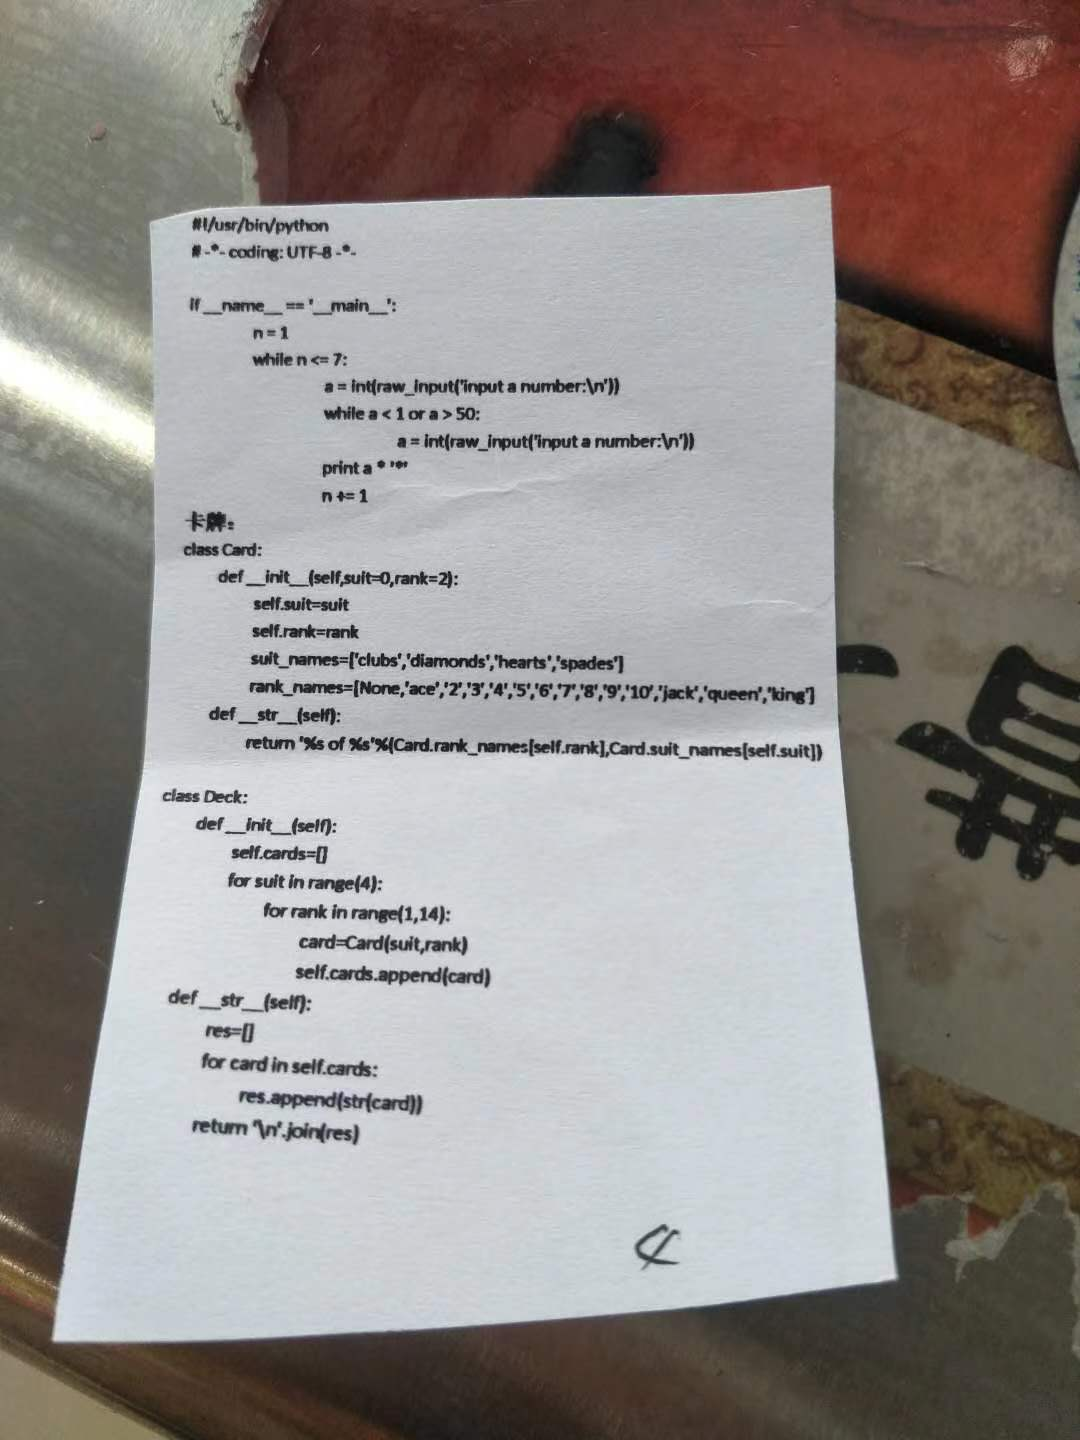 #!/usr/bin/python
# -*- coding: UTF-8 -*-
if __name__ == '__main__':
n = 1
while n <= 7:
a = int(raw_input('input a number:\n'))
while a < 1 or a > 50:
a = int(raw_input('input a number:\n'))
print a * '*'
n += 1
卡牌：
class Card:
def __init__(self,suit=0,rank=2):
self.suit=suit
self.rank=rank
suit_names=['clubs','diamonds','hearts','spades']
rank_names=[None,'ace','2','3','4','5','6','7','8','9','10','jack','queen','king']
def __str__(self):
return '%s of %s'%(Card.rank_names[self.rank],Card.suit_names[self.suit])
class Deck:
def __init__(self):
self.cards=[]
for suit in range(4):
for rank in range(1,14):
card=Card(suit,rank)
self.cards.append(card)
def __str__(self):
res=[]
for card in self.cards:
res.append(str(card))
return '\n'.join(res)